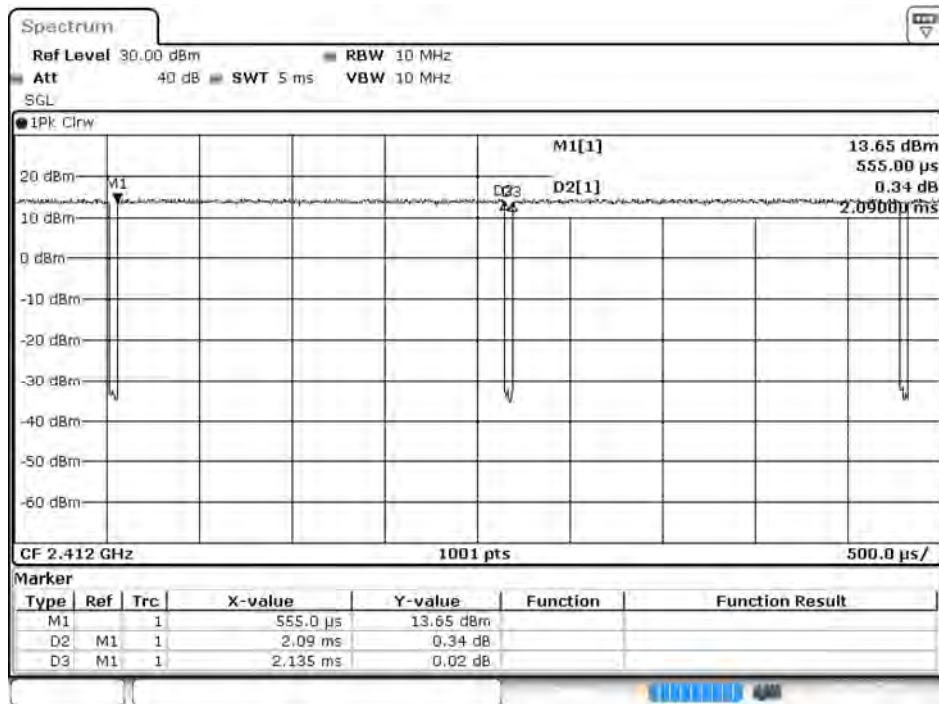 Spectrum
Ref Level 30.00 dBm RBW 10 MHz
Att 40 dB SWT 5 ms VBW 10 MHz
SGL
1Pk Clrw
M1[1] 13.65 dBm
555.00 µs
20 dBm M1 D2[1] 0.34 dB
10 dBm 2.09000 ms
0 dBm
-10 dBm
-20 dBm
-30 dBm
-40 dBm
-50 dBm
-60 dBm
CF 2.412 GHz 1001 pts 500.0 µs/
Marker
Type Ref Trc X-value Y-value Function Function Result
M1 1 555.0 µs 13.65 dBm
D2 M1 1 2.09 ms 0.34 dB
D3 M1 1 2.135 ms 0.02 dB